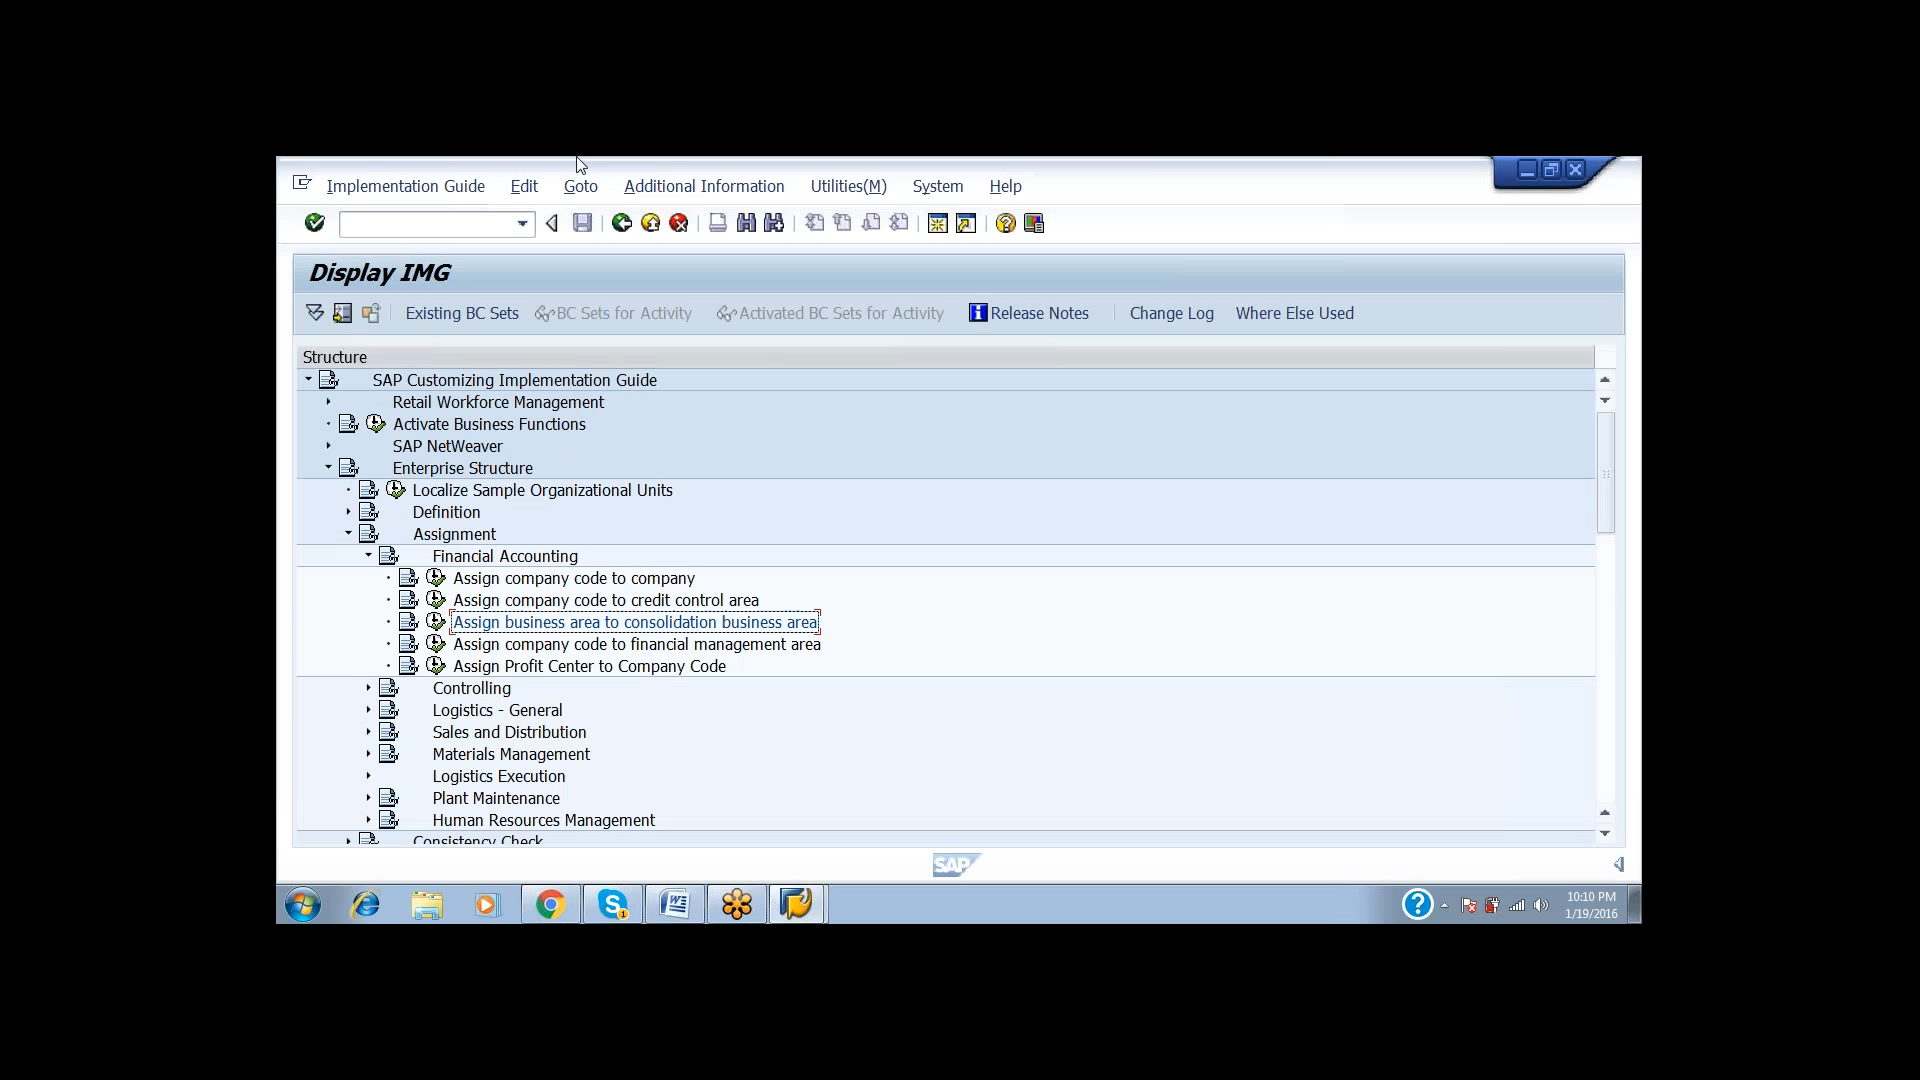 Implementation Guide Edit Goto Additional Information Utilities(M) System Help
Display IMG
Existing BC Sets BC Sets for Activity Activated BC Sets for Activity Release Notes Change Log Where Else Used
Structure
SAP Customizing Implementation Guide
Retail Workforce Management
Activate Business Functions
SAP NetWeaver
Enterprise Structure
Localize Sample Organizational Units
Definition
Assignment
Financial Accounting
Assign company code to company
Assign company code to credit control area
Assign business area to consolidation business area
Assign company code to financial management area
Assign Profit Center to Company Code
Controlling
Logistics - General
Sales and Distribution
Materials Management
Logistics Execution
Plant Maintenance
Human Resources Management
Consistency Check
SAP
10:10 PM
1/19/2016